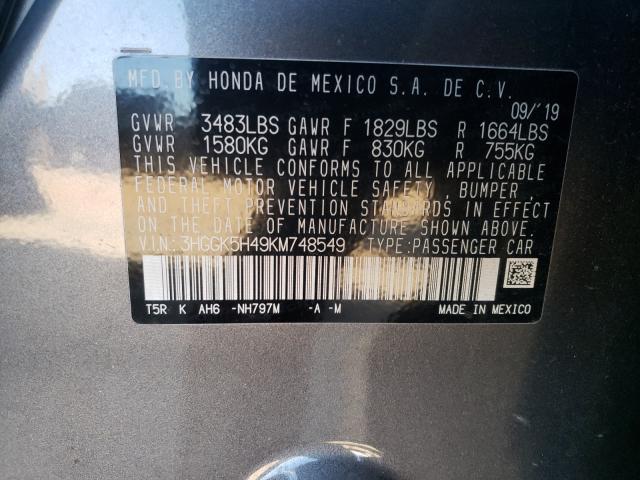 MFD BY HONDA DE MEXICO S.A. DE C.V.
09/'19
GVWR 3483LBS GAWR F 1829LBS R 1664LBS
GVWR 1580KG GAWR F 830KG R 755KG
THIS VEHICLE CONFORMS TO ALL APPLICABLE
FEDERAL MOTOR VEHICLE SAFETY, BUMPER
AND THEFT PREVENTION STANDARDS IN EFFECT
ON THE DATE OF MANUFACTURE SHOWN ABOVE.
V.I.N: 3HGGK5H49KM748549 TYPE:PASSENGER CAR
T5R K AH6 -NH797M -A -M MADE IN MEXICO